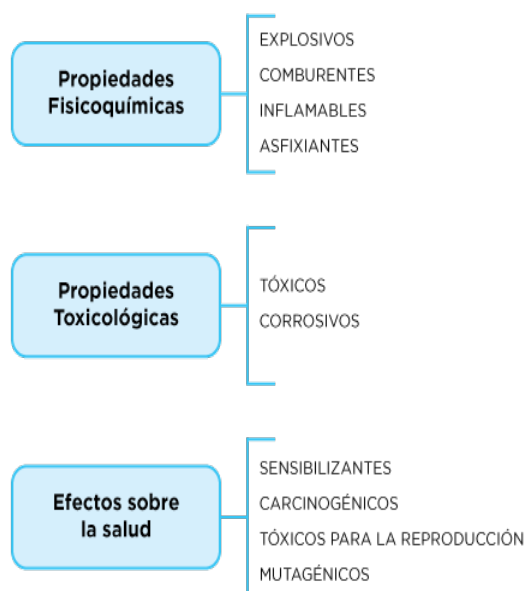 Propiedades
Fisicoquímicas
EXPLOSIVOS
COMBURENTES
INFLAMABLES
ASFIXIANTES
Propiedades
Toxicológicas
TÓXICOS
CORROSIVOS
Efectos sobre
la salud
SENSIBILIZANTES
CARCINOGÉNICOS
TÓXICOS PARA LA REPRODUCCIÓN
MUTAGÉNICOS